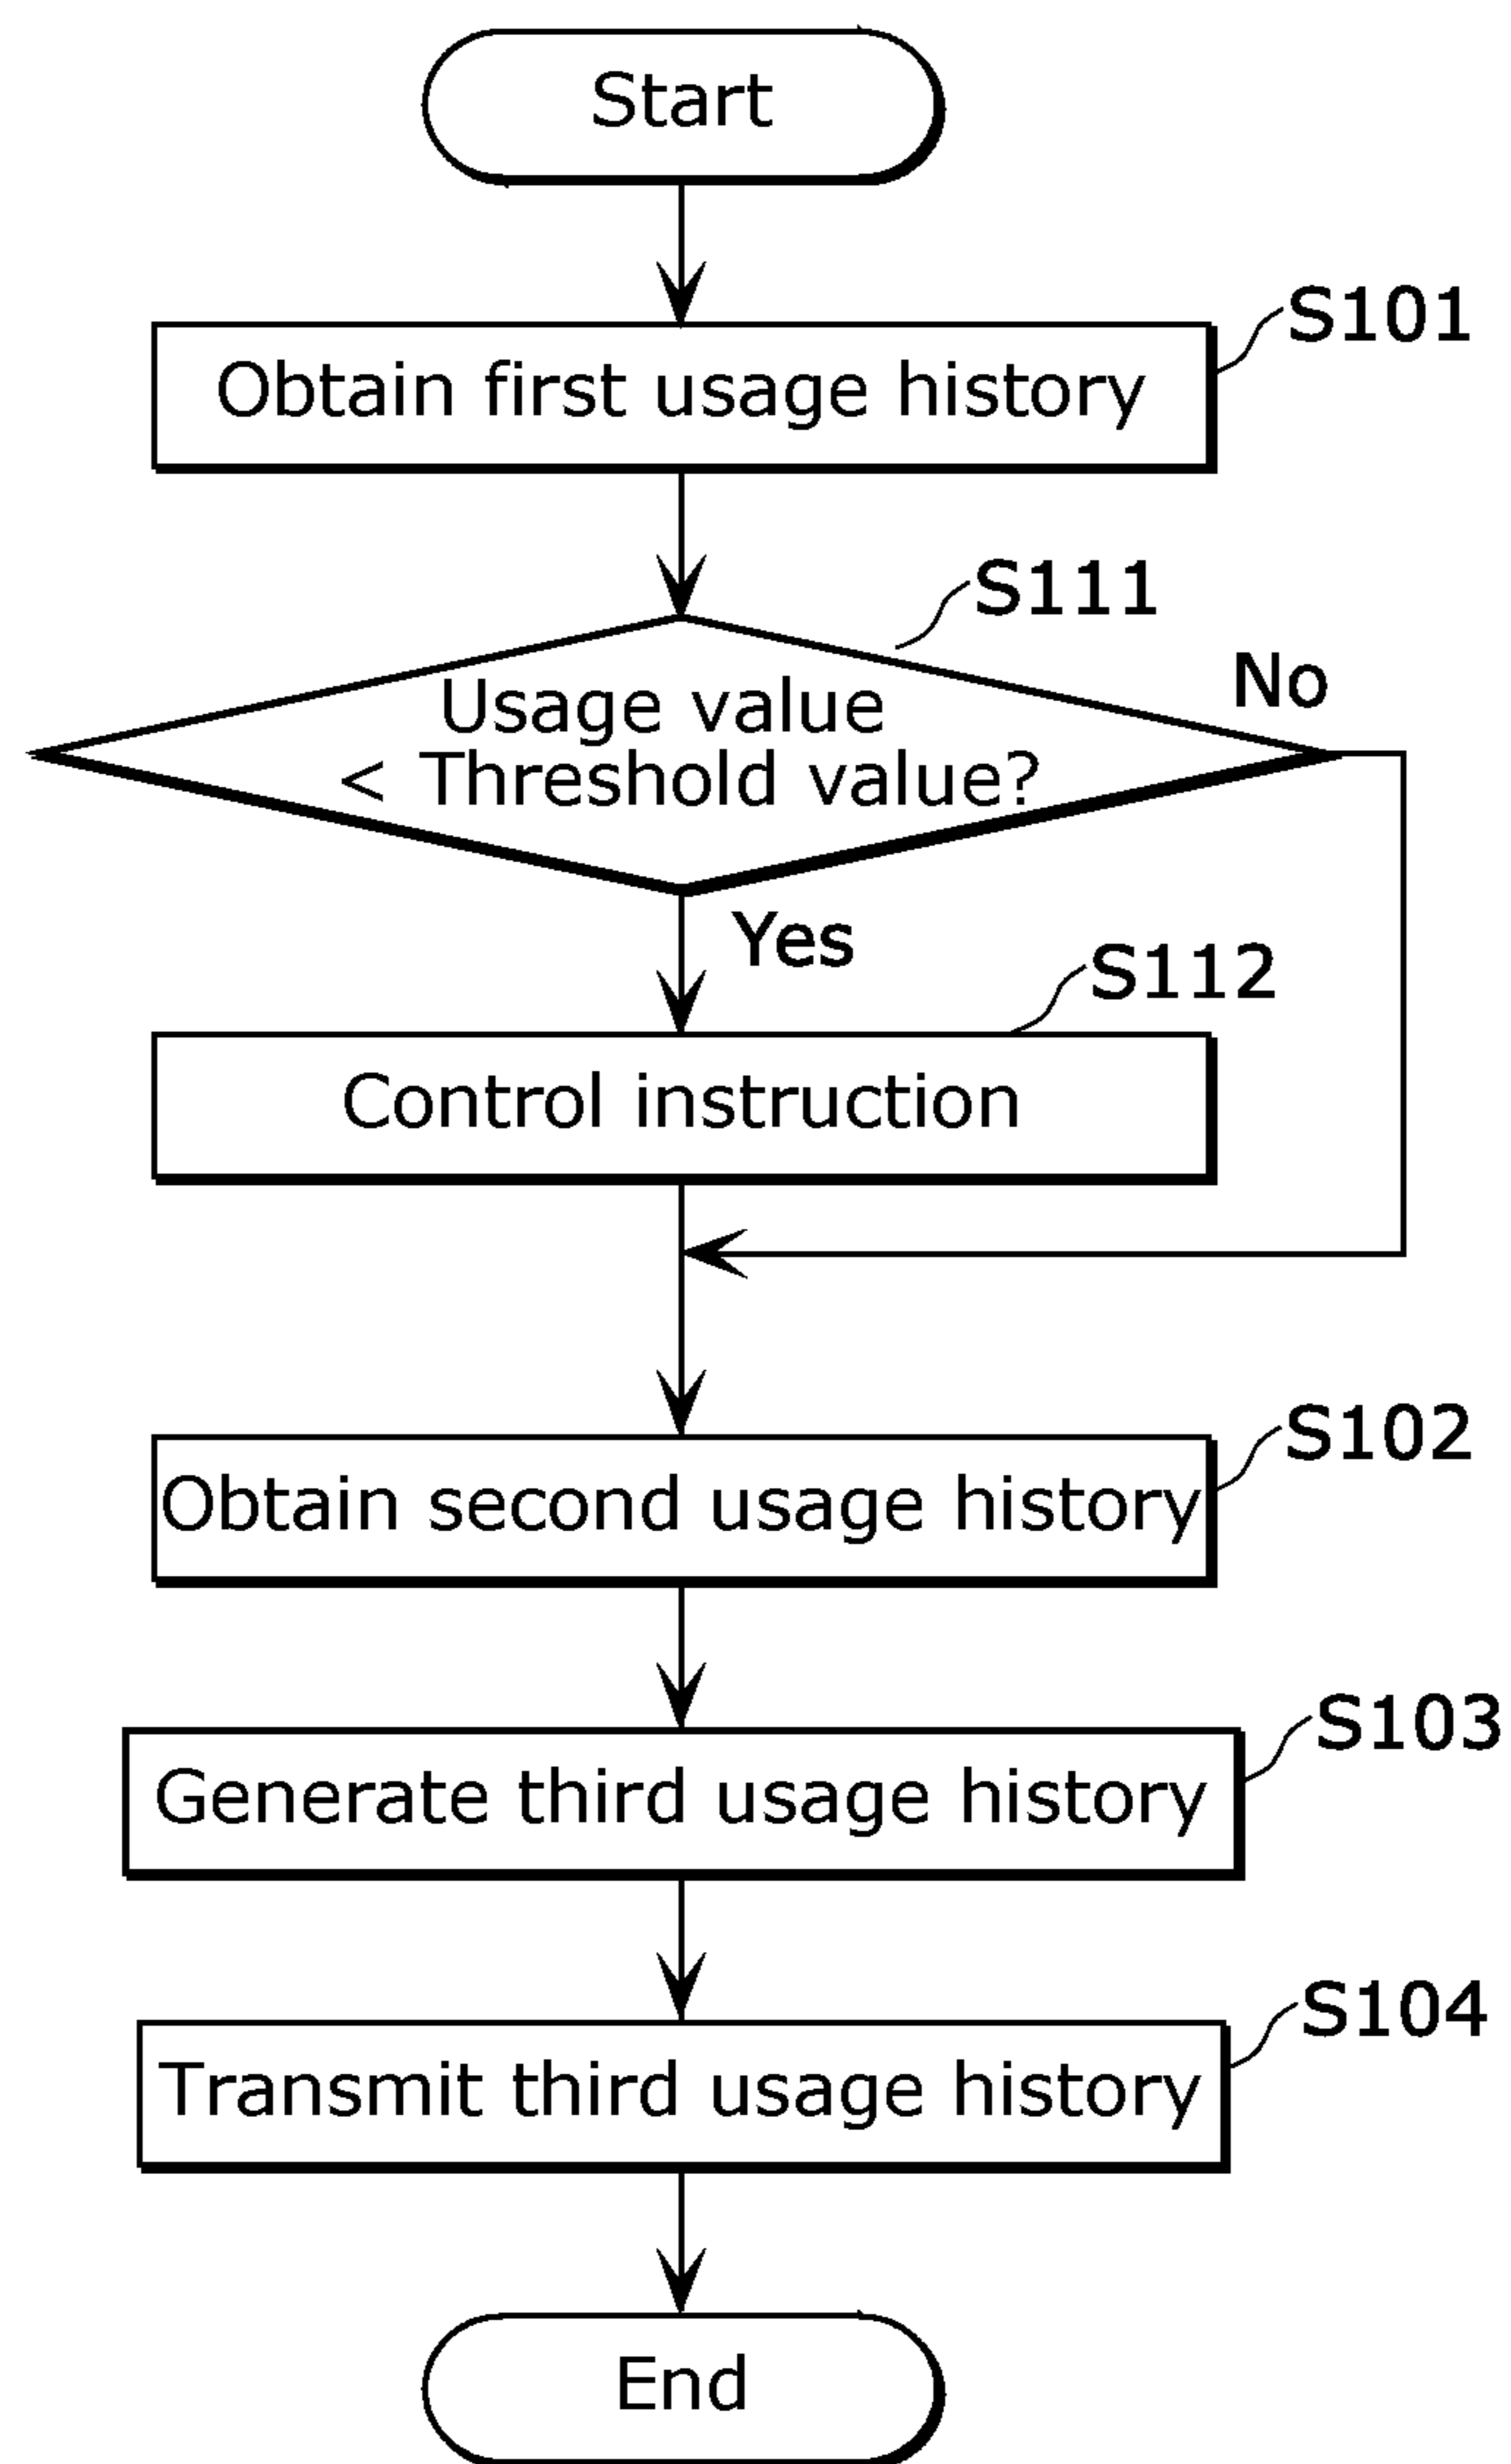 Start
S101
Obtain first usage history
S111
No
Usage value
< Threshold value?
Yes
S112
Control instruction
S102
Obtain second usage history
S103
Generate third usage history
S104
Transmit third usage history
End